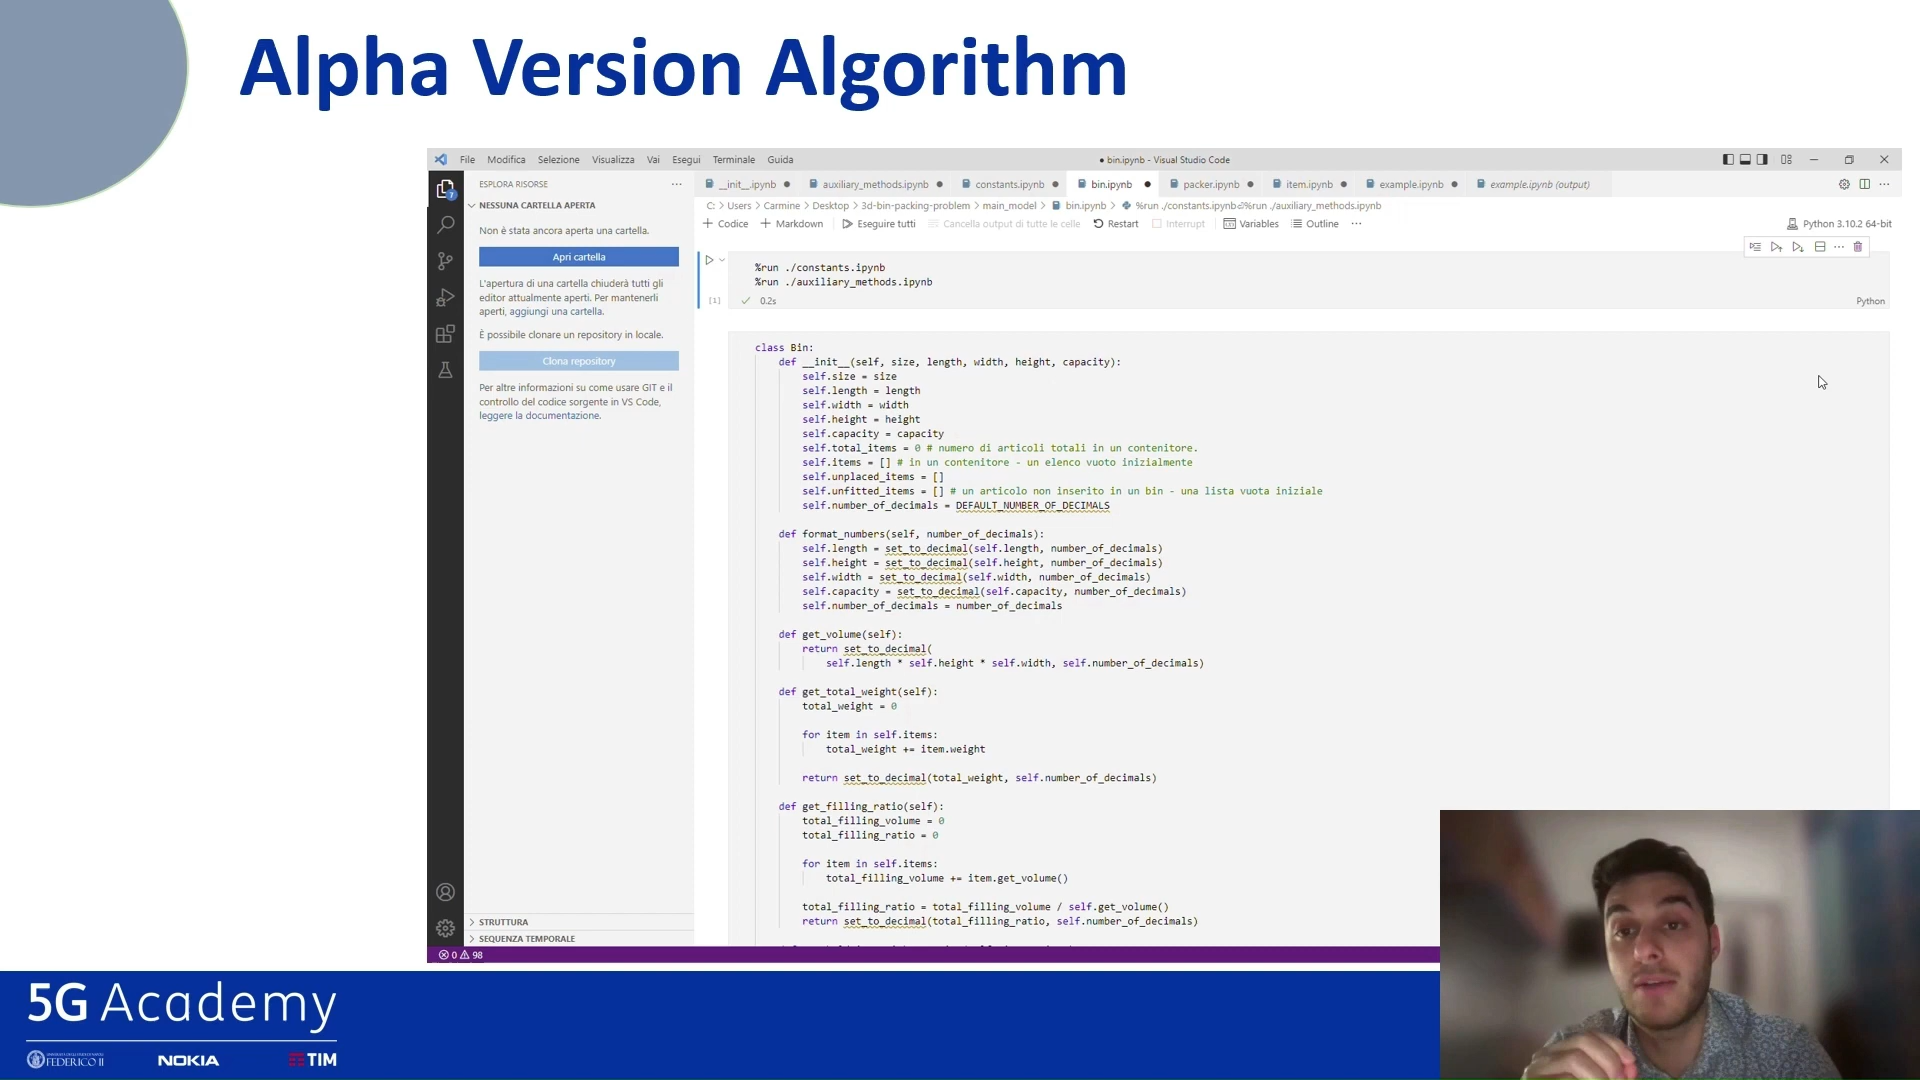 Alpha Version Algorithm
File Modifica Selezione Visualizza Vai Esegui Terminale Guida
● bin.ipynb - Visual Studio Code
ESPLORA RISORSE
__init__.ipynb ● auxiliary_methods.ipynb ● constants.ipynb ● bin.ipynb ● packer.ipynb ● item.ipynb ● example.ipynb ● example.ipynb (output)
NESSUNA CARTELLA APERTA
C: > Users > Carmine > Desktop > 3d-bin-packing-problem > main_model > bin.ipynb > %run ./constants.ipynb⏎%run ./auxiliary_methods.ipynb
+ Codice + Markdown Eseguire tutti Cancella output di tutte le celle Restart Interrupt Variables Outline ···
Python 3.10.2 64-bit
Non è stata ancora aperta una cartella.
Apri cartella
L'apertura di una cartella chiuderà tutti gli
editor attualmente aperti. Per mantenerli
aperti, aggiungi una cartella.
È possibile clonare un repository in locale.
Clona repository
Per altre informazioni su come usare GIT e il
controllo del codice sorgente in VS Code,
leggere la documentazione.
STRUTTURA
SEQUENZA TEMPORALE
7
%run ./constants.ipynb
%run ./auxiliary_methods.ipynb
[1] 0.2s
Python
class Bin:
def __init__(self, size, length, width, height, capacity):
self.size = size
self.length = length
self.width = width
self.height = height
self.capacity = capacity
self.total_items = 0 # numero di articoli totali in un contenitore.
self.items = [] # in un contenitore - un elenco vuoto inizialmente
self.unplaced_items = []
self.unfitted_items = [] # un articolo non inserito in un bin - una lista vuota iniziale
self.number_of_decimals = DEFAULT_NUMBER_OF_DECIMALS
def format_numbers(self, number_of_decimals):
self.length = set_to_decimal(self.length, number_of_decimals)
self.height = set_to_decimal(self.height, number_of_decimals)
self.width = set_to_decimal(self.width, number_of_decimals)
self.capacity = set_to_decimal(self.capacity, number_of_decimals)
self.number_of_decimals = number_of_decimals
def get_volume(self):
return set_to_decimal(
self.length * self.height * self.width, self.number_of_decimals)
def get_total_weight(self):
total_weight = 0
for item in self.items:
total_weight += item.weight
return set_to_decimal(total_weight, self.number_of_decimals)
def get_filling_ratio(self):
total_filling_volume = 0
total_filling_ratio = 0
for item in self.items:
total_filling_volume += item.get_volume()
total_filling_ratio = total_filling_volume / self.get_volume()
return set_to_decimal(total_filling_ratio, self.number_of_decimals)
0 98
5G Academy
FEDERICO II NOKIA TIM